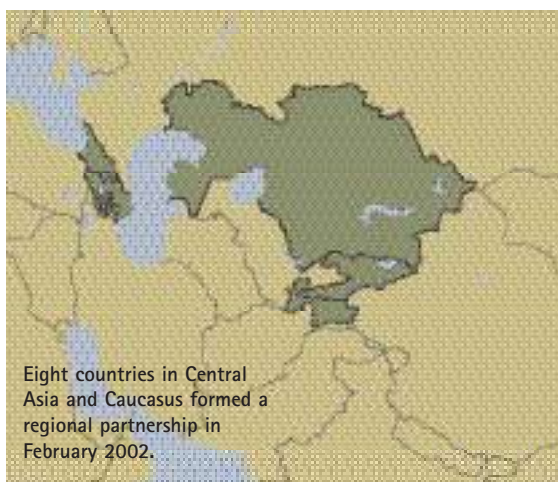 Eight countries in Central
Asia and Caucasus formed a
regional partnership in
February 2002.